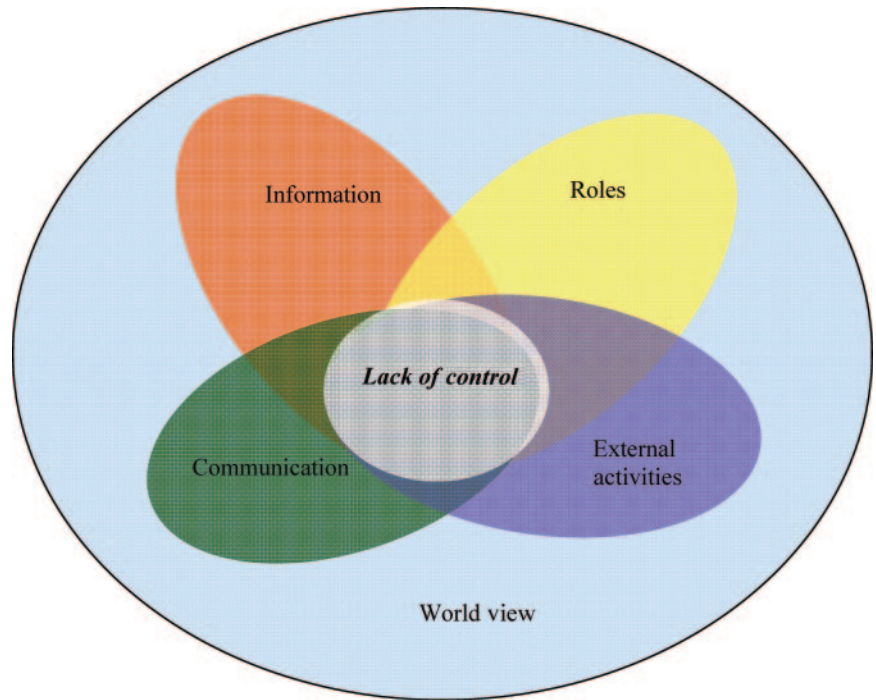 Information
Roles
Lack of control
Communication
External
activities
World view